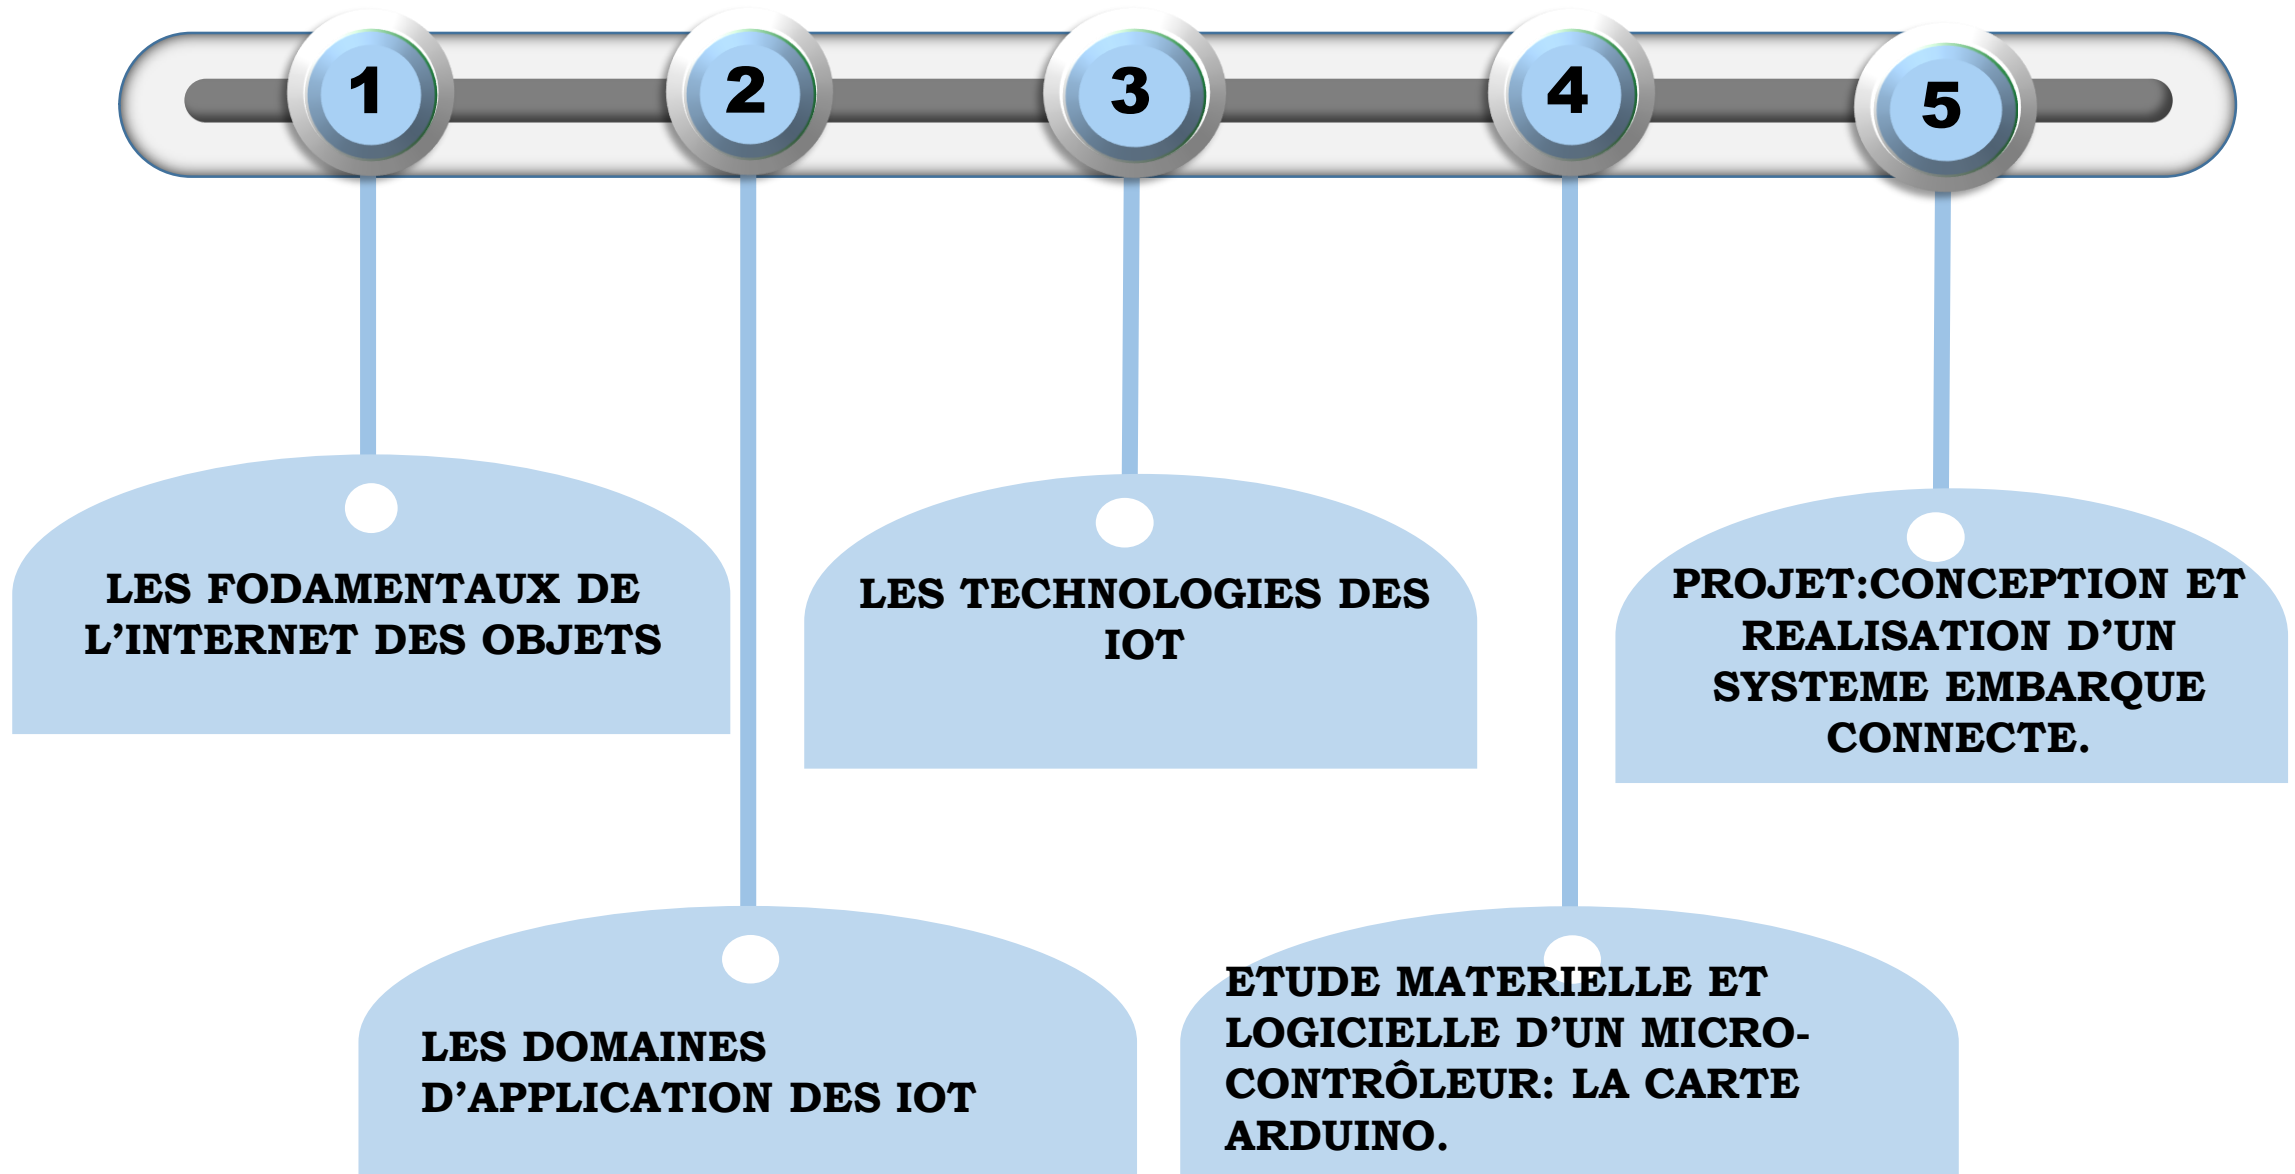 1
2
3
4
5
LES FODAMENTAUX DE
L’INTERNET DES OBJETS
LES TECHNOLOGIES DES
IOT
PROJET:CONCEPTION ET
REALISATION D’UN
SYSTEME EMBARQUE
CONNECTE.
LES DOMAINES
D’APPLICATION DES IOT
ETUDE MATERIELLE ET
LOGICIELLE D’UN MICRO-
CONTRÔLEUR: LA CARTE
ARDUINO.